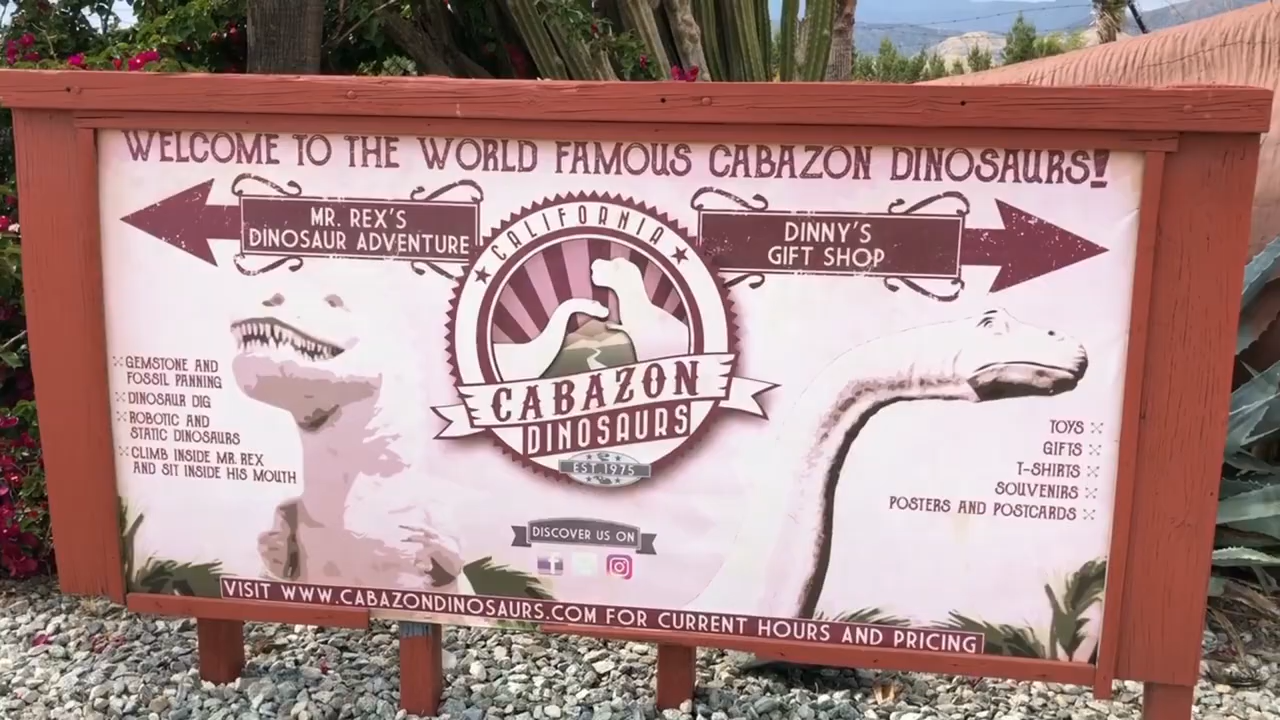 WELCOME TO THE WORLD FAMOUS CABAZON DINOSAURS!
MR. REX'S
DINOSAUR ADVENTURE
DINNY'S
GIFT SHOP
CALIFORNIA
CABAZON
DINOSAURS
EST. 1975
GEMSTONE AND
FOSSIL PANNING
DINOSAUR DIG
ROBOTIC AND
STATIC DINOSAURS
CLIMB INSIDE MR. REX
AND SIT INSIDE HIS MOUTH
TOYS
GIFTS
T-SHIRTS
SOUVENIRS
POSTERS AND POSTCARDS
DISCOVER US ON
f
VISIT WWW.CABAZONDINOSAURS.COM FOR CURRENT HOURS AND PRICING